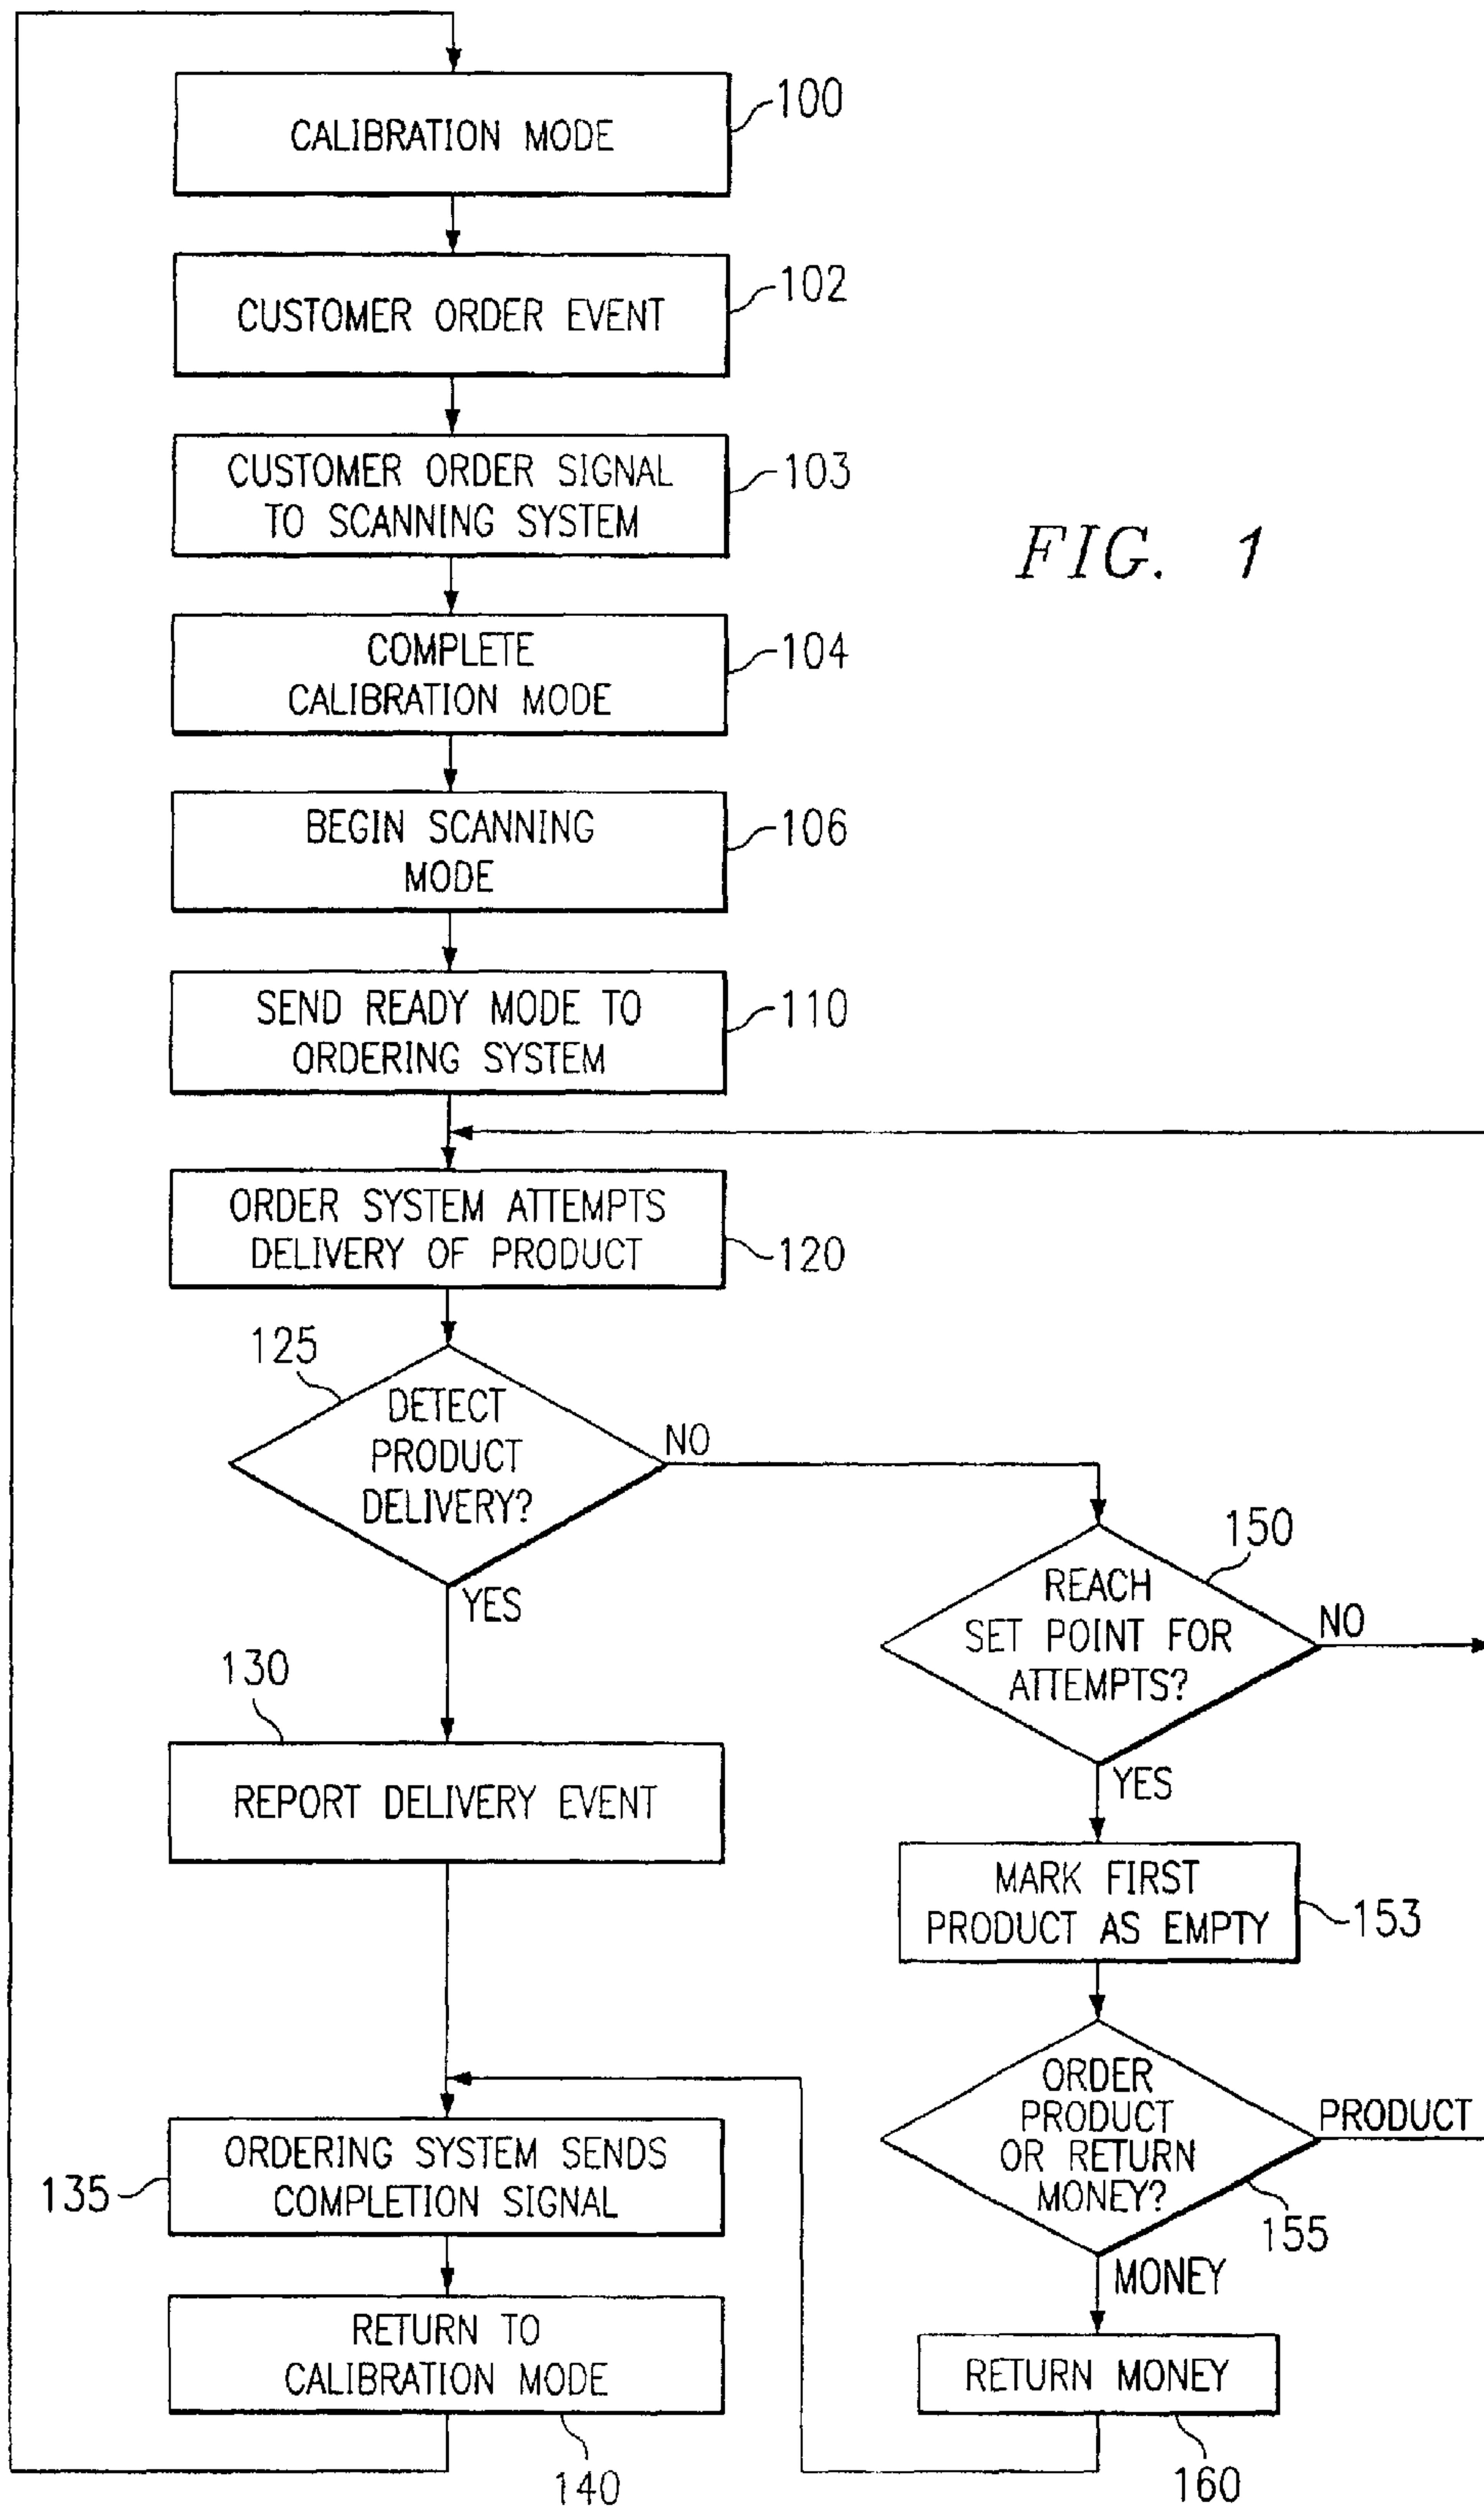 CALIBRATION MODE
100
CUSTOMER ORDER EVENT
102
CUSTOMER ORDER SIGNAL
TO SCANNING SYSTEM
103
FIG. 1
COMPLETE
CALIBRATION MODE
104
BEGIN SCANNING
MODE
106
SEND READY MODE TO
ORDERING SYSTEM
110
ORDER SYSTEM ATTEMPTS
DELIVERY OF PRODUCT
120
125
DETECT
PRODUCT
DELIVERY?
NO
YES
150
REACH
SET POINT FOR
ATTEMPTS?
NO
YES
130
REPORT DELIVERY EVENT
MARK FIRST
PRODUCT AS EMPTY
153
ORDER
PRODUCT
OR RETURN
MONEY?
PRODUCT
155
MONEY
ORDERING SYSTEM SENDS
COMPLETION SIGNAL
135
RETURN TO
CALIBRATION MODE
140
RETURN MONEY
160